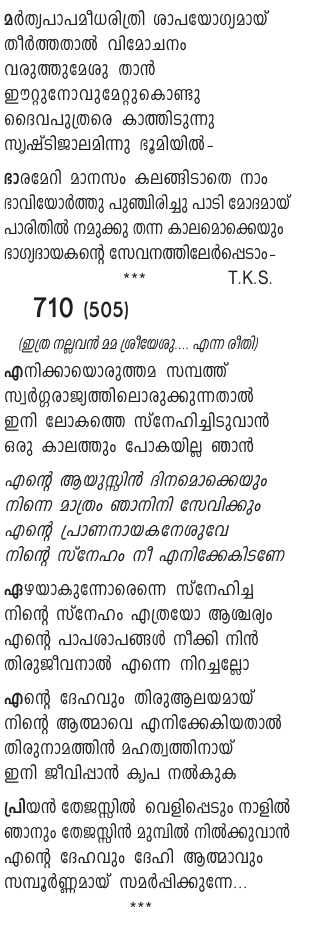 മർത്യപാപമീധരിത്രി ശാപയോഗ്യമായ്
തീർത്തതാൽ വിമോചനം
വരുത്തുമേശു താൻ
ഈറ്റുനോവുമേറ്റുകൊണ്ടു
ദൈവപുത്രരെ കാത്തിടുന്നു
സൃഷ്ടിജാലമിന്നു ഭൂമിയിൽ-
ഭാരമേറി മാനസം കലങ്ങിടാതെ നാം
ഭാവിയോർത്തു പുഞ്ചിരിച്ചു പാടി മോദമായ്
പാരിതിൽ നമുക്കു തന്ന കാലമൊക്കെയും
ഭാഗ്യദായകന്റെ സേവനത്തിലേർപ്പെടാം-
*** T.K.S.
710 (505)
(ഇത്ര നല്ലവൻ മമ ശ്രീയേശു.... എന്ന രീതി)
എനിക്കായൊരുത്തമ സമ്പത്ത്
സ്വർഗ്ഗരാജ്യത്തിലൊരുക്കുന്നതാൽ
ഇനി ലോകത്തെ സ്നേഹിച്ചിടുവാൻ
ഒരു കാലത്തും പോകയില്ല ഞാൻ
എന്റെ ആയുസ്സിൻ ദിനമൊക്കെയും
നിന്നെ മാത്രം ഞാനിനി സേവിക്കും
എന്റെ പ്രാണനായകനേശുവേ
നിന്റെ സ്നേഹം നീ എനിക്കേകിടണേ
ഏഴയാകുന്നോരെന്നെ സ്നേഹിച്ച
നിന്റെ സ്നേഹം എത്രയോ ആശ്ചര്യം
എന്റെ പാപശാപങ്ങൾ നീക്കി നിൻ
തിരുജീവനാൽ എന്നെ നിറച്ചല്ലോ
എന്റെ ദേഹവും തിരുആലയമായ്
നിന്റെ ആത്മാവെ എനിക്കേകിയതാൽ
തിരുനാമത്തിൻ മഹത്വത്തിനായ്
ഇനി ജീവിപ്പാൻ കൃപ നൽകുക
പ്രിയൻ തേജസ്സിൽ വെളിപ്പെടും നാളിൽ
ഞാനും തേജസ്സിൻ മുമ്പിൽ നിൽക്കുവാൻ
എന്റെ ദേഹവും ദേഹി ആത്മാവും
സമ്പൂർണ്ണമായ് സമർപ്പിക്കുന്നേ...
***